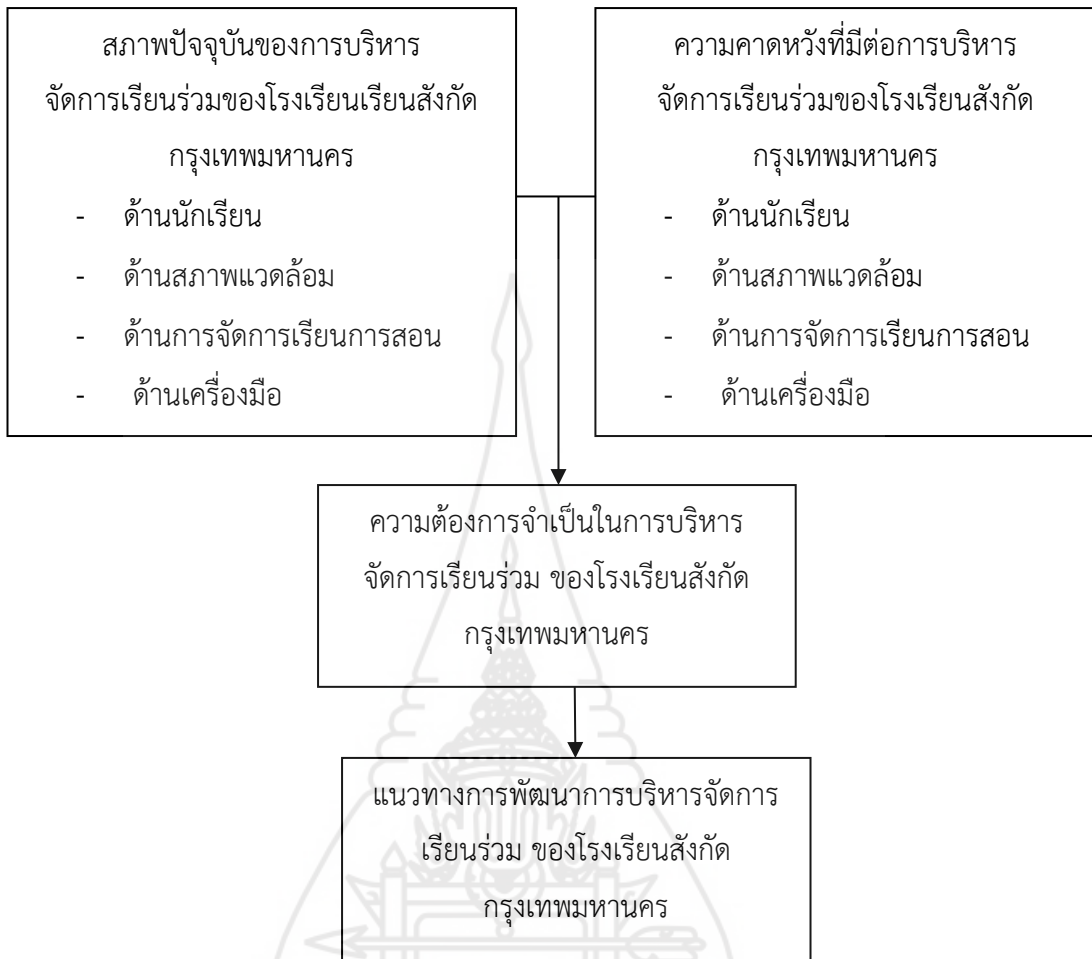 สภาพปัจจุบันของการบริหาร
จัดการเรียนร่วมของโรงเรียนเรียนสังกัด
กรุงเทพมหานคร
- ด้านนักเรียน
- ด้านสภาพแวดล้อม
- ด้านการจัดการเรียนการสอน
- ด้านเครื่องมือ
ความคาดหวังที่มีต่อการบริหาร
จัดการเรียนร่วมของโรงเรียนสังกัด
กรุงเทพมหานคร
- ด้านนักเรียน
- ด้านสภาพแวดล้อม
- ด้านการจัดการเรียนการสอน
- ด้านเครื่องมือ
ความต้องการจำเป็นในการบริหาร
จัดการเรียนร่วม ของโรงเรียนสังกัด
กรุงเทพมหานคร
แนวทางการพัฒนาการบริหารจัดการ
เรียนร่วม ของโรงเรียนสังกัด
กรุงเทพมหานคร